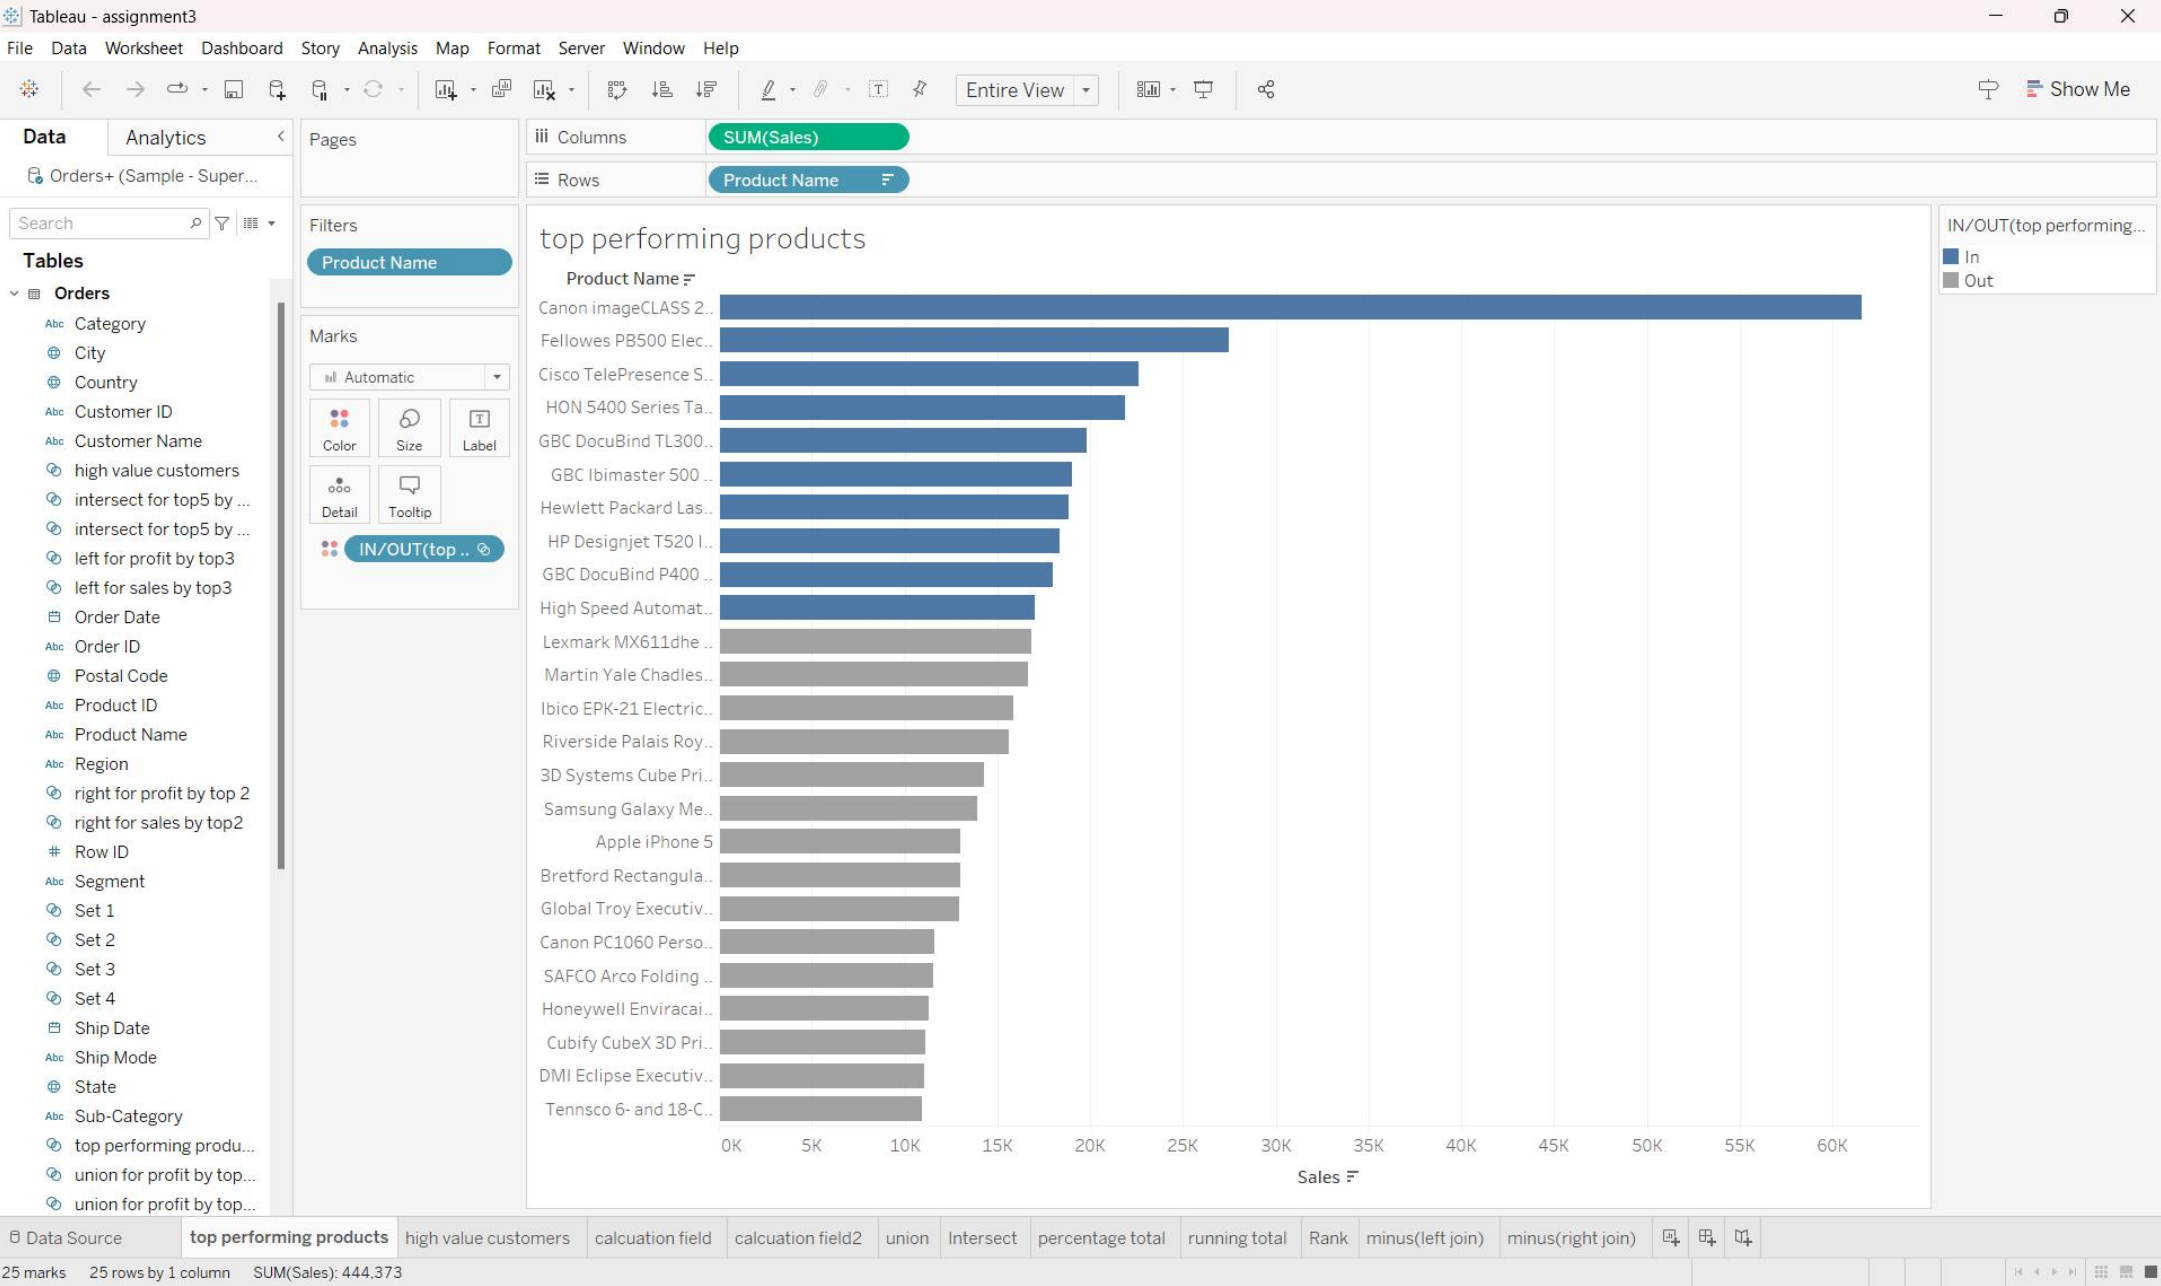 Tableau - assignment3
File Data Worksheet Dashboard Story Analysis Map Format Server Window Help
Entire View
Show Me
Data Analytics
Orders+ (Sample - Super...
Search
Tables
Orders
Category
City
Country
Customer ID
Customer Name
high value customers
intersect for top5 by ...
intersect for top5 by ...
left for profit by top3
left for sales by top3
Order Date
Order ID
Postal Code
Product ID
Product Name
Region
right for profit by top 2
right for sales by top2
Row ID
Segment
Set 1
Set 2
Set 3
Set 4
Ship Date
Ship Mode
State
Sub-Category
top performing produ...
union for profit by top...
union for profit by top...
Pages
Filters
Product Name
Marks
Automatic
Color Size Label
Detail Tooltip
IN/OUT(top ..
Columns SUM(Sales)
Rows Product Name
top performing products
Product Name
Canon imageCLASS 2..
Fellowes PB500 Elec..
Cisco TelePresence S..
HON 5400 Series Ta..
GBC DocuBind TL300..
GBC Ibimaster 500 ..
Hewlett Packard Las..
HP Designjet T520 I..
GBC DocuBind P400 ..
High Speed Automat..
Lexmark MX611dhe ..
Martin Yale Chadles..
Ibico EPK-21 Electric..
Riverside Palais Roy..
3D Systems Cube Pri..
Samsung Galaxy Me..
Apple iPhone 5
Bretford Rectangula..
Global Troy Executiv..
Canon PC1060 Perso..
SAFCO Arco Folding ..
Honeywell Enviracai..
Cubify CubeX 3D Pri..
DMI Eclipse Executiv..
Tennsco 6- and 18-C..
0K 5K 10K 15K 20K 25K 30K 35K 40K 45K 50K 55K 60K
Sales
IN/OUT(top performing...
In
Out
Data Source top performing products high value customers calcuation field calcuation field2 union Intersect percentage total running total Rank minus(left join) minus(right join)
25 marks 25 rows by 1 column SUM(Sales): 444,373